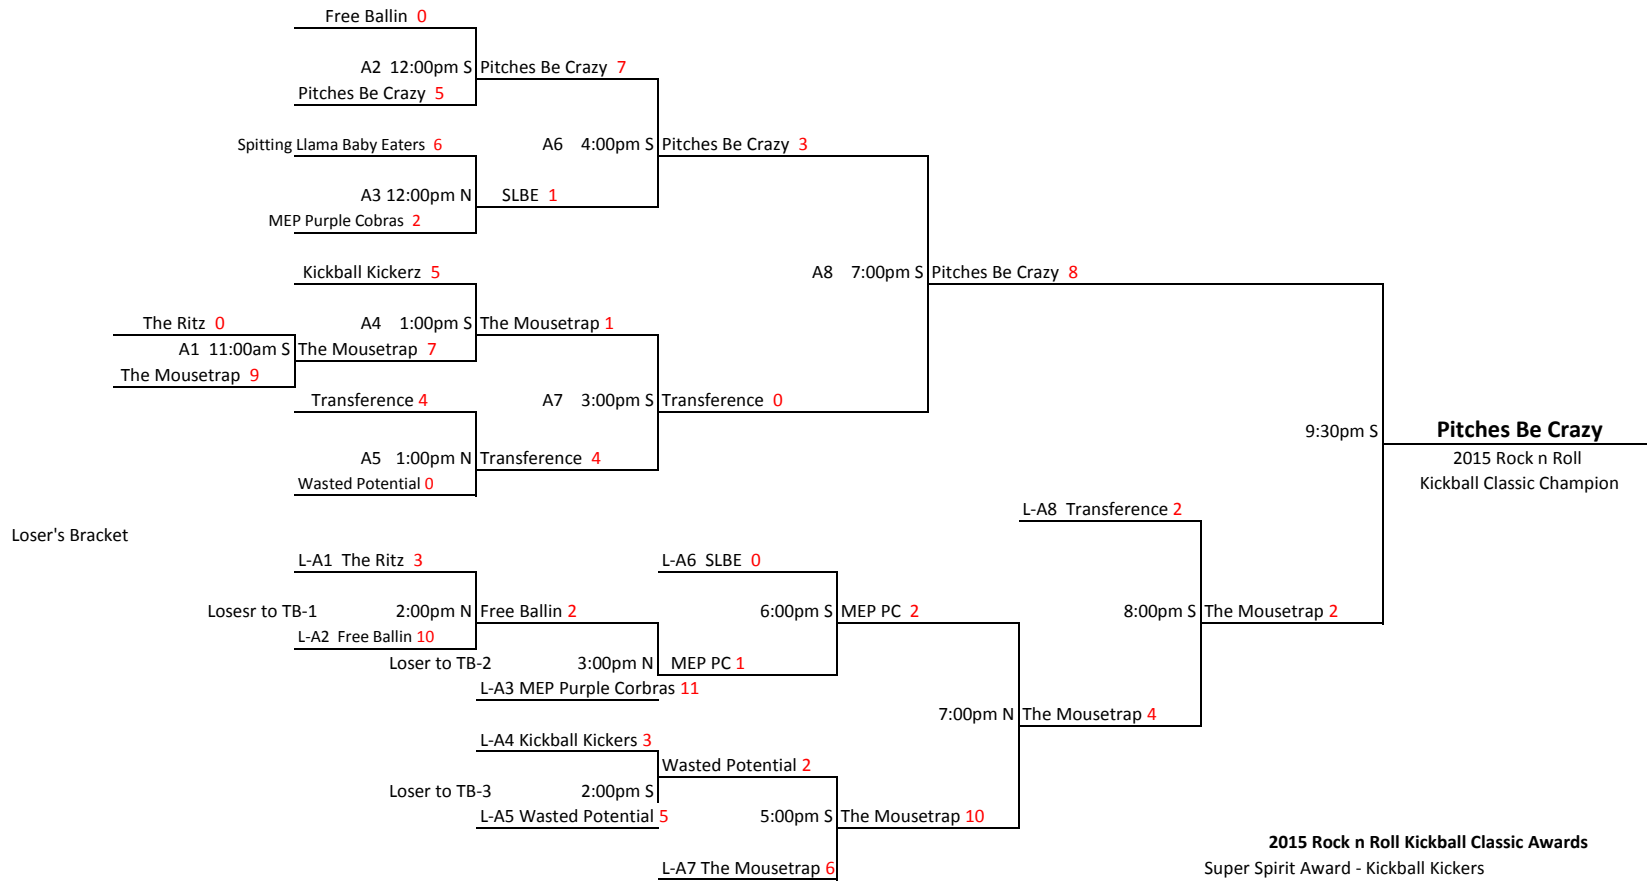 Free Ballin 0
A2 12:00pm S Pitches Be Crazy 7
Pitches Be Crazy 5
Spitting Llama Baby Eaters 6
A6 4:00pm S Pitches Be Crazy 3
A3 12:00pm N SLBE 1
MEP Purple Cobras 2
Kickball Kickerz 5
A8 7:00pm S Pitches Be Crazy 8
The Ritz 0
A4 1:00pm S The Mousetrap 1
A1 11:00am S The Mousetrap 7
The Mousetrap 9
Transference 4
A7 3:00pm S Transference 0
9:30pm S Pitches Be Crazy
A5 1:00pm N Transference 4
2015 Rock n Roll
Wasted Potential 0
Kickball Classic Champion
L-A8 Transference 2
Loser's Bracket
L-A1 The Ritz 3
L-A6 SLBE 0
Losesr to TB-1 2:00pm N Free Ballin 2
6:00pm S MEP PC 2
8:00pm S The Mousetrap 2
L-A2 Free Ballin 10
Loser to TB-2 3:00pm N MEP PC 1
L-A3 MEP Purple Corbras 11
7:00pm N The Mousetrap 4
L-A4 Kickball Kickers 3
Wasted Potential 2
Loser to TB-3 2:00pm S
L-A5 Wasted Potential 5
5:00pm S The Mousetrap 10
2015 Rock n Roll Kickball Classic Awards
L-A7 The Mousetrap 6
Super Spirit Award - Kickball Kickers